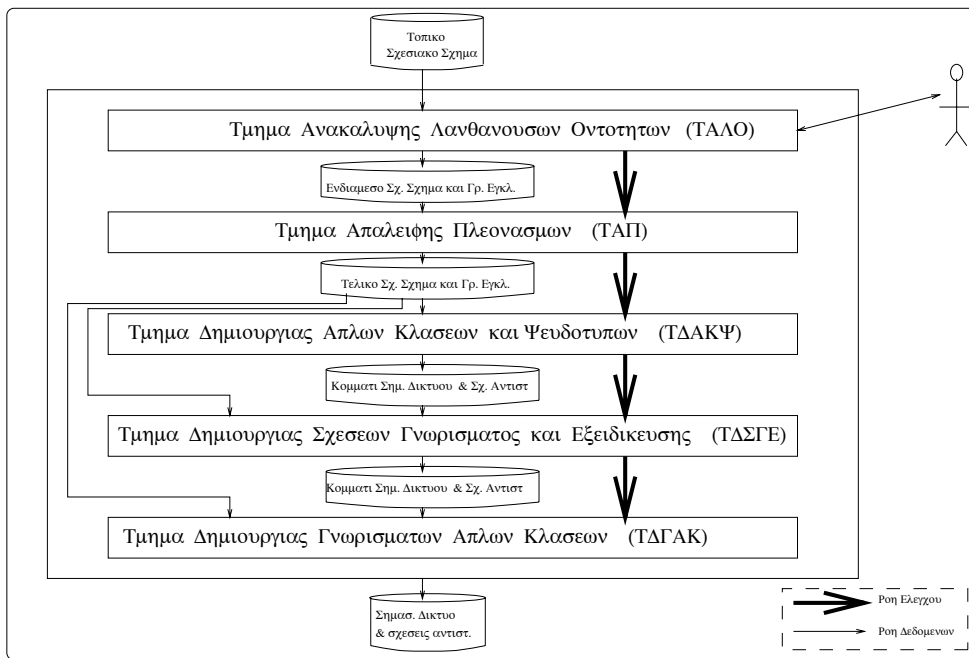 Τοπικο
Σχεσιακο Σχημα
Τμημα Ανακαλυψης Λανθανουσων Οντοτητων (ΤΑΛΟ)
Ενδιαμεσο Σχ. Σχημα και Γρ. Εγκλ.
Τμημα Απαλειφης Πλεονασμων (ΤΑΠ)
Τελικο Σχ. Σχημα και Γρ. Εγκλ.
Τμημα Δημιουργιας Απλων Κλασεων και Ψευδοτυπων (ΤΔΑΚΨ)
Κομματι Σημ. Δικτυου & Σχ. Αντιστ
Τμημα Δημιουργιας Σχεσεων Γνωρισματος και Εξειδικευσης (ΤΔΣΓΕ)
Κομματι Σημ. Δικτυου & Σχ. Αντιστ
Τμημα Δημιουργιας Γνωρισματων Απλων Κλασεων (ΤΔΓΑΚ)
Σημασ. Δικτυο
& σχεσεις αντιστ.
Ροη Ελεγχου
Ροη Δεδομενων